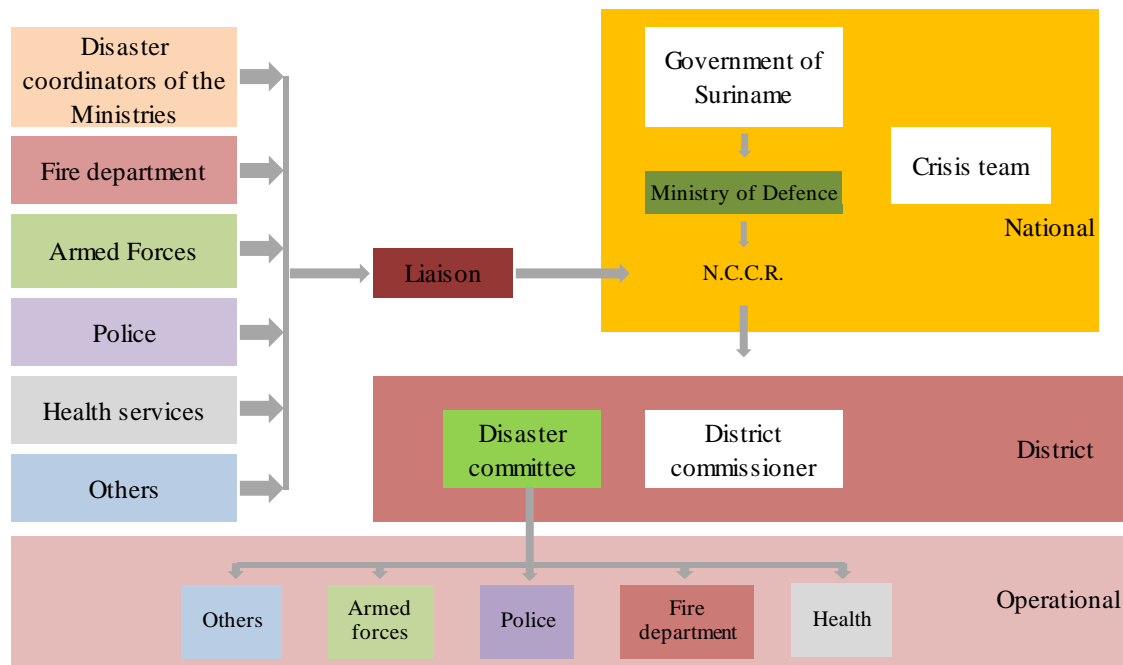 Disaster
coordinators of the
Ministries
Fire department
Armed Forces
Police
Health services
Others
Liaison
Government of
Suriname
Ministry of Defence
N.C.C.R.
Crisis team
National
Disaster
committee
District
commissioner
District
Others
Armed
forces
Police
Fire
department
Health
Operational